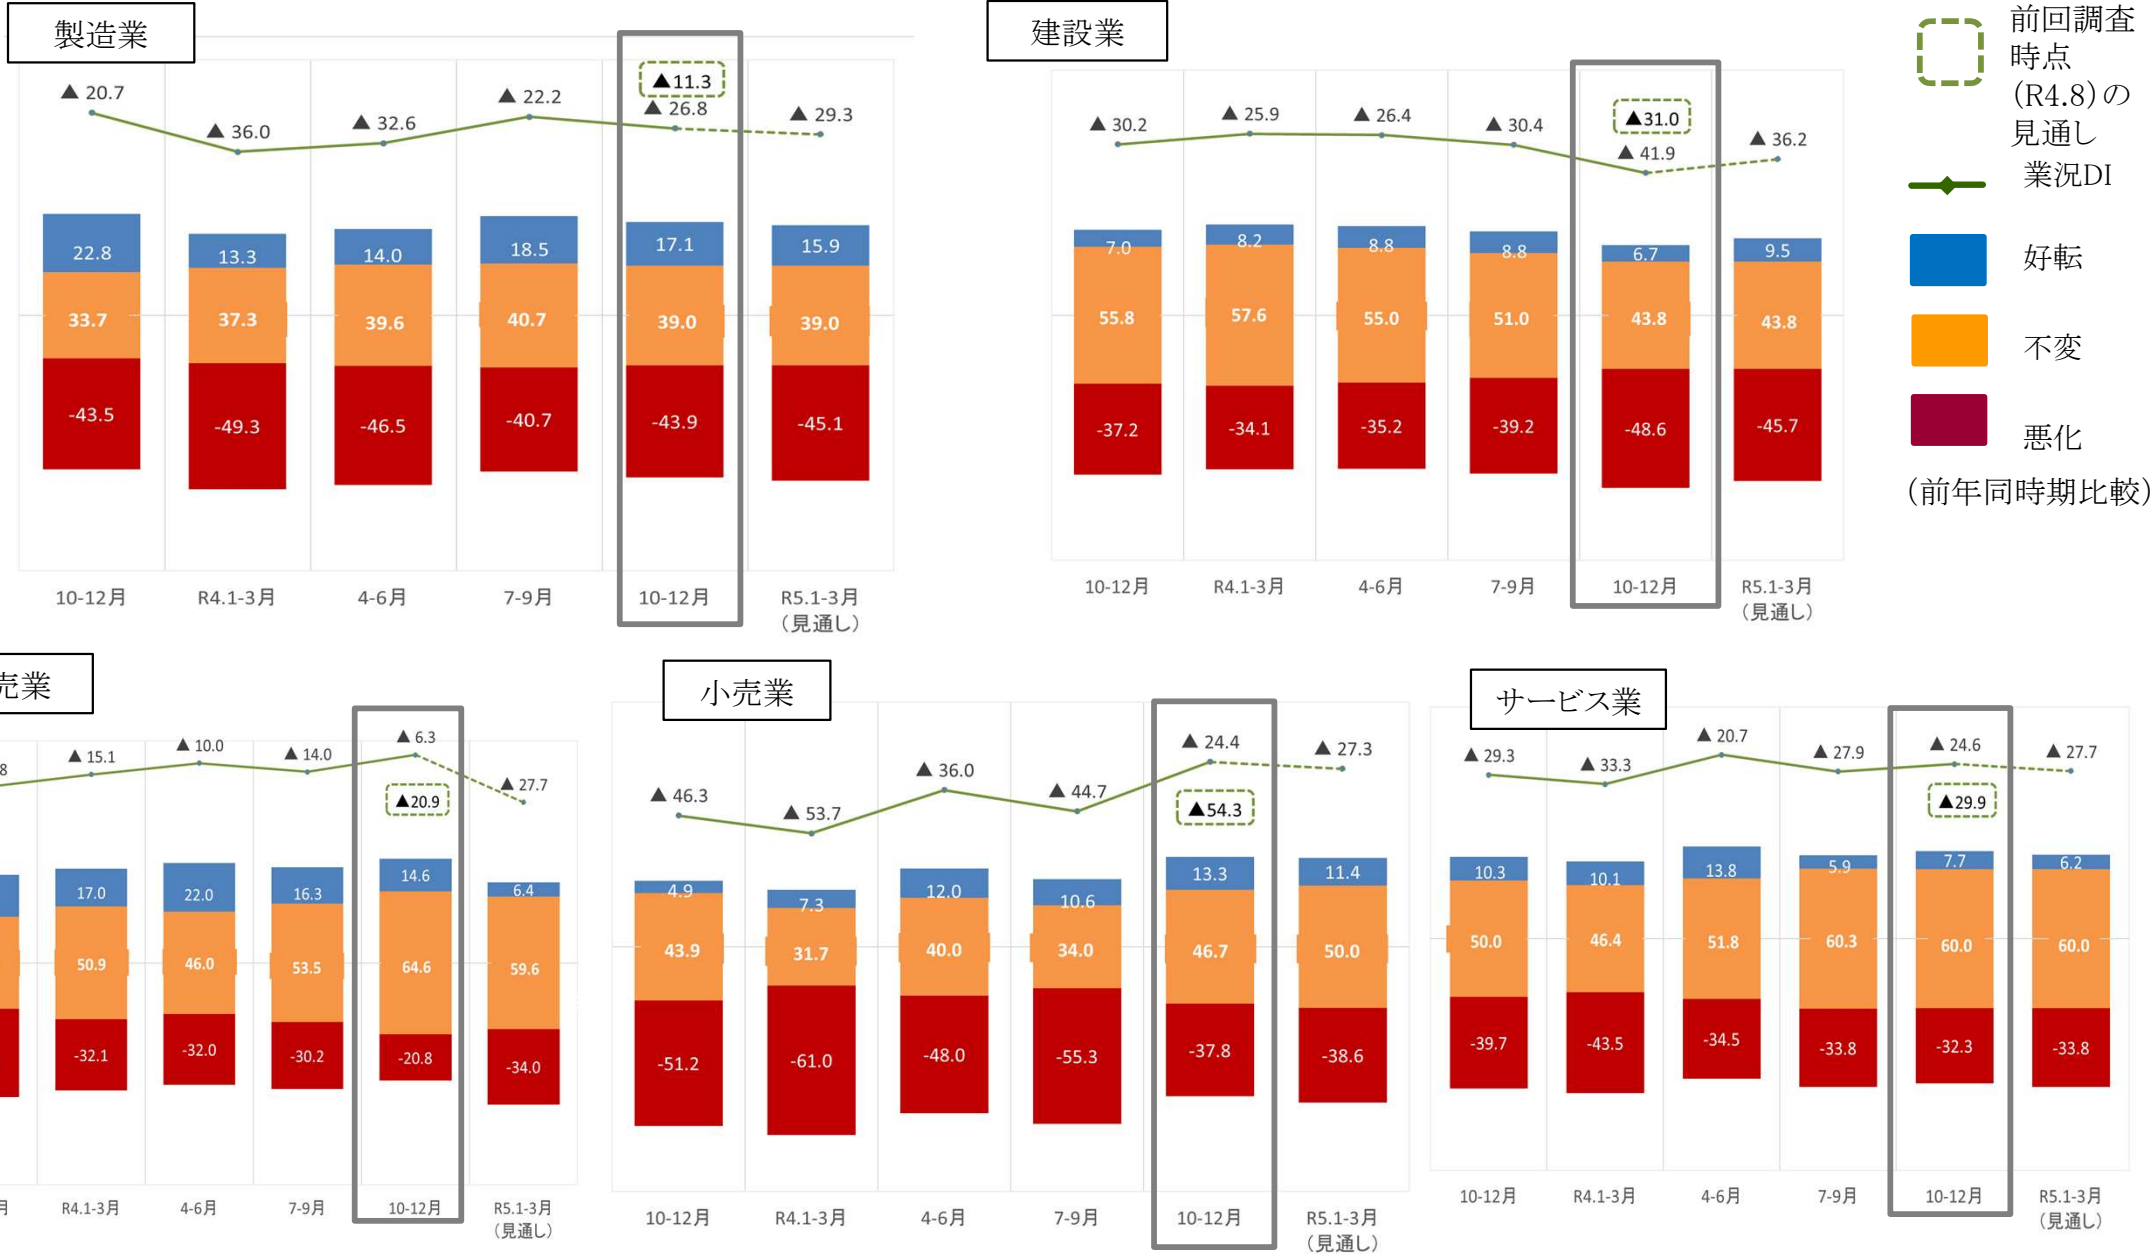 製造業
▲ 20.7
▲ 36.0
▲ 32.6
▲ 22.2
▲11.3
▲ 26.8
▲ 29.3
22.8
13.3
14.0
18.5
17.1
15.9
33.7
37.3
39.6
40.7
39.0
39.0
-43.5
-49.3
-46.5
-40.7
-43.9
-45.1
10-12月
R4.1-3月
4-6月
7-9月
10-12月
R5.1-3月
（見通し）
建設業
▲ 30.2
▲ 25.9
▲ 26.4
▲ 30.4
▲31.0
▲ 41.9
▲ 36.2
7.0
8.2
8.8
8.8
6.7
9.5
55.8
57.6
55.0
51.0
43.8
43.8
-37.2
-34.1
-35.2
-39.2
-48.6
-45.7
10-12月
R4.1-3月
4-6月
7-9月
10-12月
R5.1-3月
（見通し）
前回調査
時点
（R4.8）の
見通し
業況DI
好転
不変
悪化
（前年同時期比較）
売業
8
▲ 15.1
▲ 10.0
▲ 14.0
▲ 6.3
▲20.9
▲ 27.7
17.0
22.0
16.3
14.6
6.4
50.9
46.0
53.5
64.6
59.6
-32.1
-32.0
-30.2
-20.8
-34.0
月
R4.1-3月
4-6月
7-9月
10-12月
R5.1-3月
（見通し）
小売業
▲ 46.3
▲ 53.7
▲ 36.0
▲ 44.7
▲ 24.4
▲54.3
▲ 27.3
4.9
7.3
12.0
10.6
13.3
11.4
43.9
31.7
40.0
34.0
46.7
50.0
-51.2
-61.0
-48.0
-55.3
-37.8
-38.6
10-12月
R4.1-3月
4-6月
7-9月
10-12月
R5.1-3月
（見通し）
サービス業
▲ 29.3
▲ 33.3
▲ 20.7
▲ 27.9
▲ 24.6
▲29.9
▲ 27.7
10.3
10.1
13.8
5.9
7.7
6.2
50.0
46.4
51.8
60.3
60.0
60.0
-39.7
-43.5
-34.5
-33.8
-32.3
-33.8
10-12月
R4.1-3月
4-6月
7-9月
10-12月
R5.1-3月
（見通し）